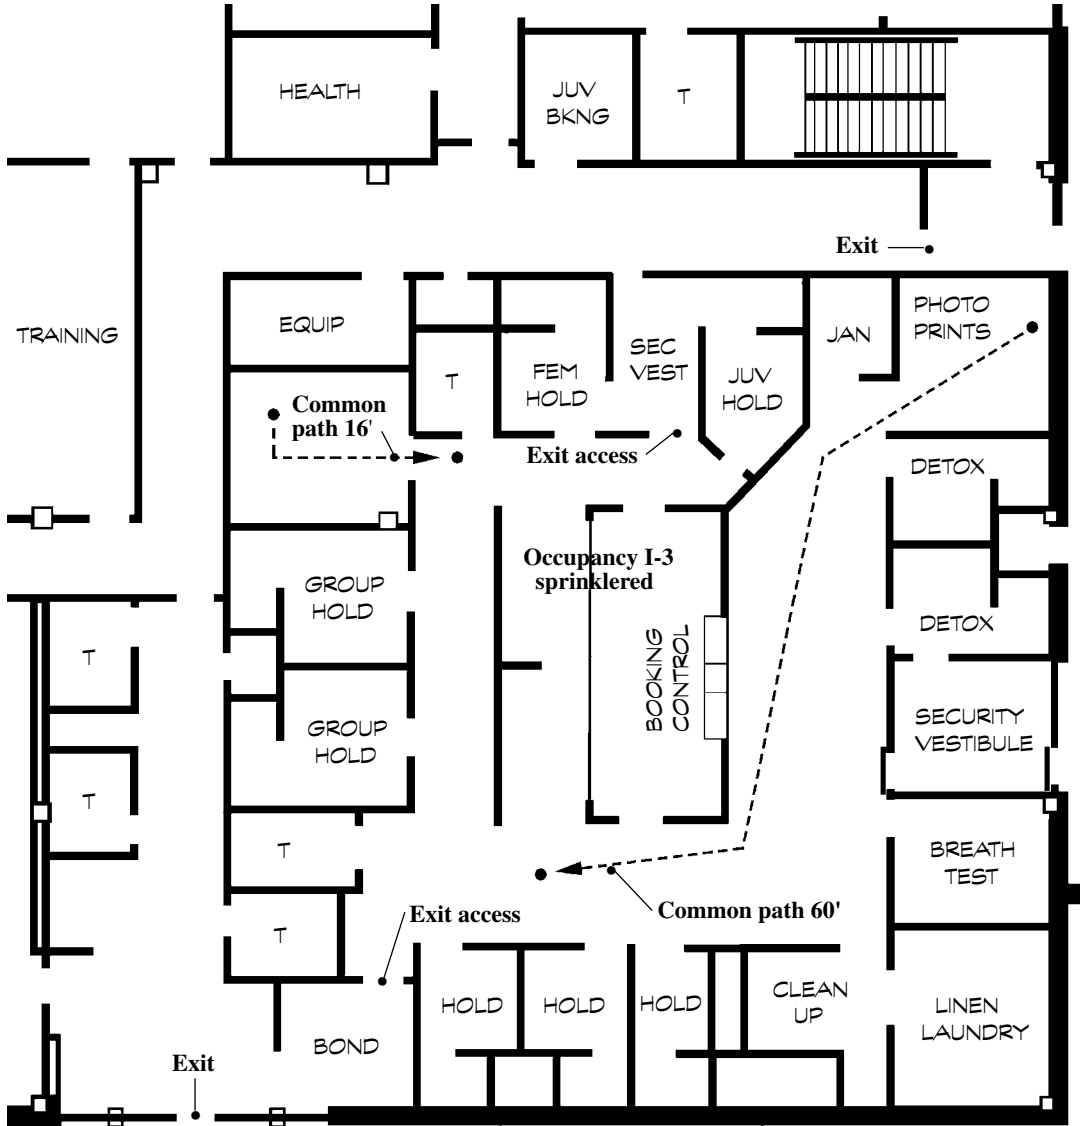 HEALTH
JUV
BKNG
T
Exit
TRAINING
EQUIP
PHOTO
PRINTS
JAN
SEC
VEST
T
FEM
HOLD
JUV
HOLD
Common
path 16'
Exit access
DETOX
Occupancy I-3
sprinklered
GROUP
HOLD
BOOKING
CONTROL
DETOX
T
GROUP
HOLD
SECURITY
VESTIBULE
T
T
BREATH
TEST
Exit access
Common path 60'
T
HOLD
HOLD
HOLD
CLEAN
UP
LINEN
LAUNDRY
BOND
Exit